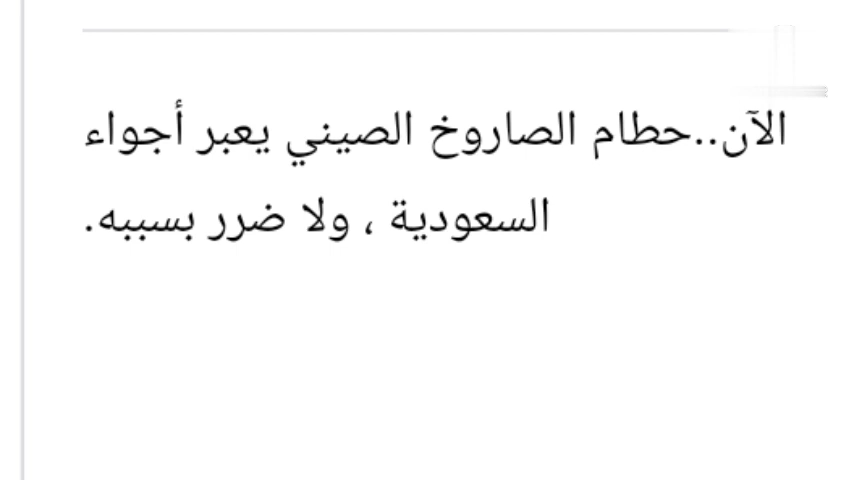 الآن..حطام الصاروخ الصيني يعبر أجواء
السعودية ، ولا ضرر بسببه.